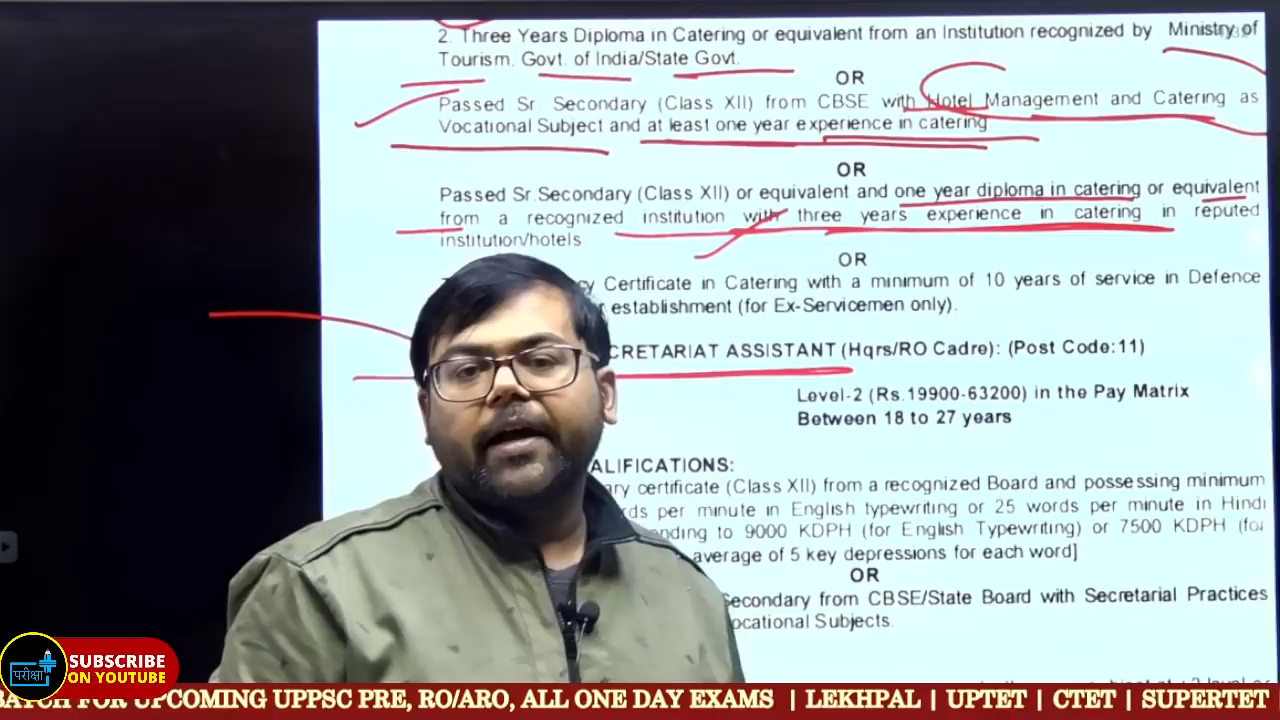 2. Three Years Diploma in Catering or equivalent from an Institution recognized by Ministry of
Tourism, Govt. of India/State Govt.
OR
Passed Sr. Secondary (Class XII) from CBSE with Hotel Management and Catering as
Vocational Subject and at least one year experience in catering
OR
Passed Sr.Secondary (Class XII) or equivalent and one year diploma in catering or equivalent
from a recognized institution with three years experience in catering in reputed
institution/hotels.
OR
Certificate in Catering with a minimum of 10 years of service in Defence
establishment (for Ex-Servicemen only).
CRETARIAT ASSISTANT (Hqrs/RO Cadre): (Post Code:11)
Level-2 (Rs.19900-63200) in the Pay Matrix
Between 18 to 27 years
ALIFICATIONS:
ary certificate (Class XII) from a recognized Board and possessing minimum
rds per minute in English typewriting or 25 words per minute in Hindi
nding to 9000 KDPH (for English Typewriting) or 7500 KDPH (for
average of 5 key depressions for each word]
OR
Secondary from CBSE/State Board with Secretarial Practices
ocational Subjects.
परीक्षा
SUBSCRIBE
ON YOUTUBE
BATCH FOR UPCOMING UPPSC PRE, RO/ARO, ALL ONE DAY EXAMS | LEKHPAL | UPTET | CTET | SUPERTET